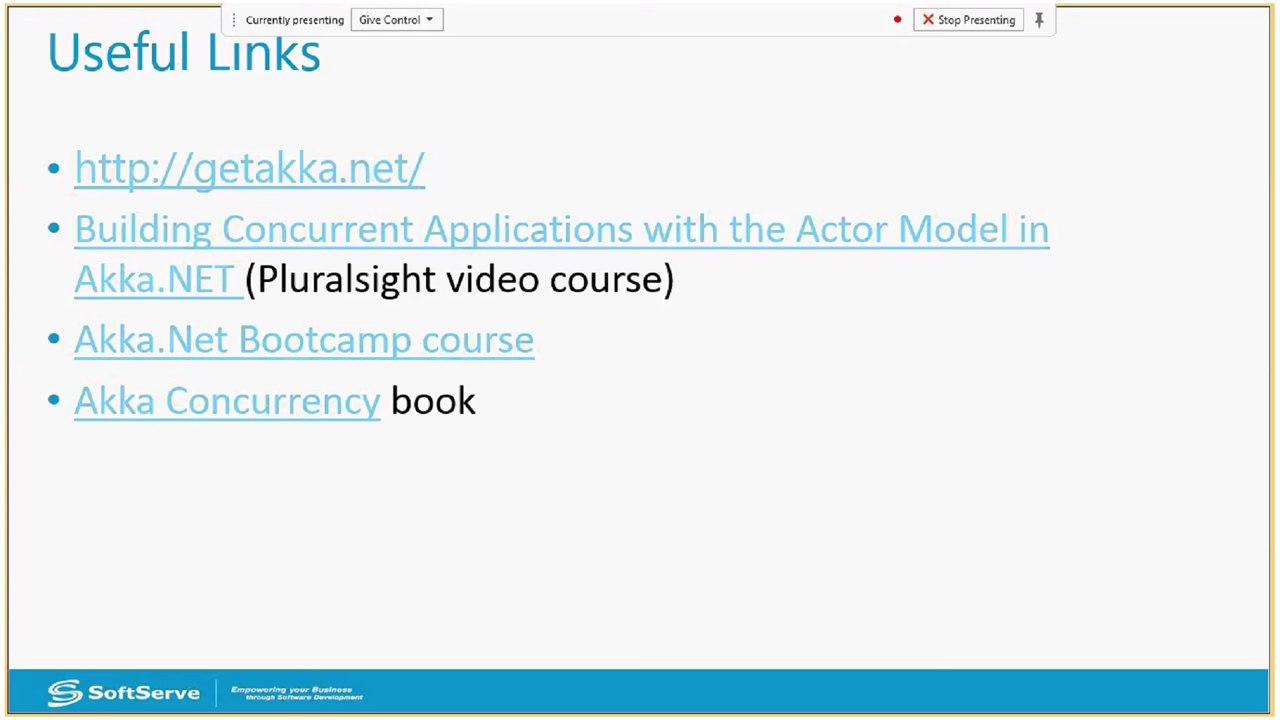 Currently presenting Give Control Stop Presenting
Useful Links
• http://getakka.net/
• Building Concurrent Applications with the Actor Model in
Akka.NET (Pluralsight video course)
• Akka.Net Bootcamp course
• Akka Concurrency book
SoftServe
Empowering your Business
through Software Development